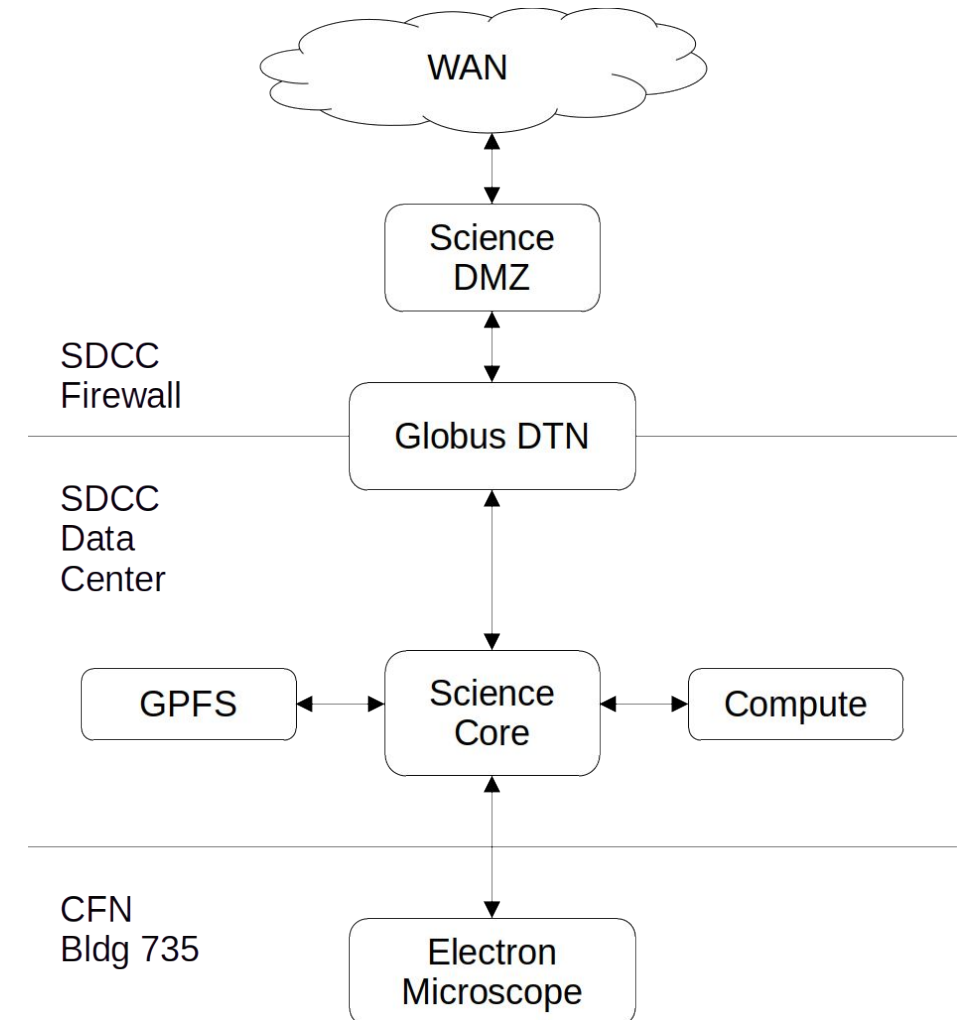 WAN
Science
DMZ
SDCC
Firewall
Globus DTN
SDCC
Data
Center
GPFS
Science
Core
Compute
CFN
Bldg 735
Electron
Microscope